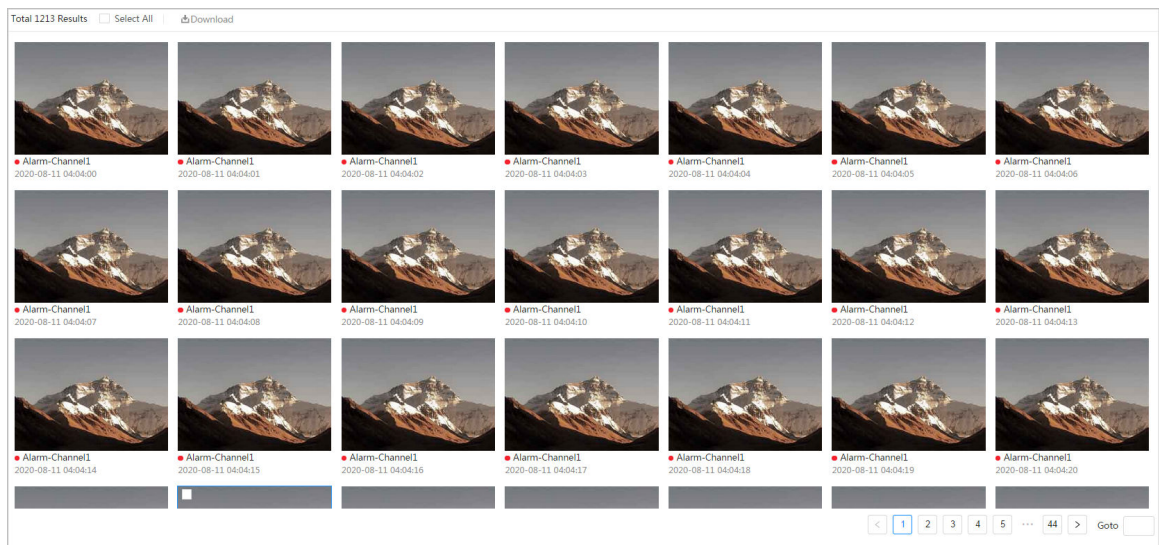 Total 1213 Results Select All Download
Alarm-Channel1 Alarm-Channel1 Alarm-Channel1 Alarm-Channel1 Alarm-Channel1 Alarm-Channel1 Alarm-Channel1
2020-08-11 04:04:00 2020-08-11 04:04:01 2020-08-11 04:04:02 2020-08-11 04:04:03 2020-08-11 04:04:04 2020-08-11 04:04:05 2020-08-11 04:04:06
Alarm-Channel1 Alarm-Channel1 Alarm-Channel1 Alarm-Channel1 Alarm-Channel1 Alarm-Channel1 Alarm-Channel1
2020-08-11 04:04:07 2020-08-11 04:04:08 2020-08-11 04:04:09 2020-08-11 04:04:10 2020-08-11 04:04:11 2020-08-11 04:04:12 2020-08-11 04:04:13
Alarm-Channel1 Alarm-Channel1 Alarm-Channel1 Alarm-Channel1 Alarm-Channel1 Alarm-Channel1 Alarm-Channel1
2020-08-11 04:04:14 2020-08-11 04:04:15 2020-08-11 04:04:16 2020-08-11 04:04:17 2020-08-11 04:04:18 2020-08-11 04:04:19 2020-08-11 04:04:20
< 1 2 3 4 5 ··· 44 > Goto